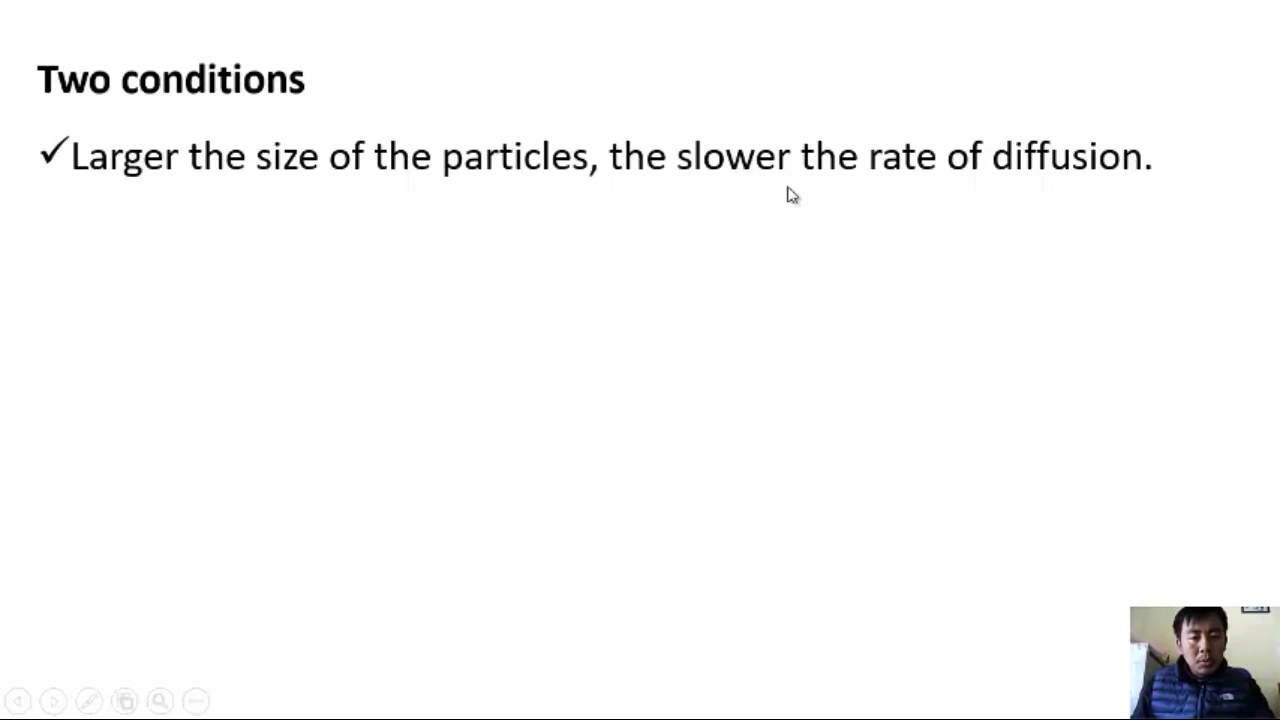 Two conditions
✓Larger the size of the particles, the slower the rate of diffusion.